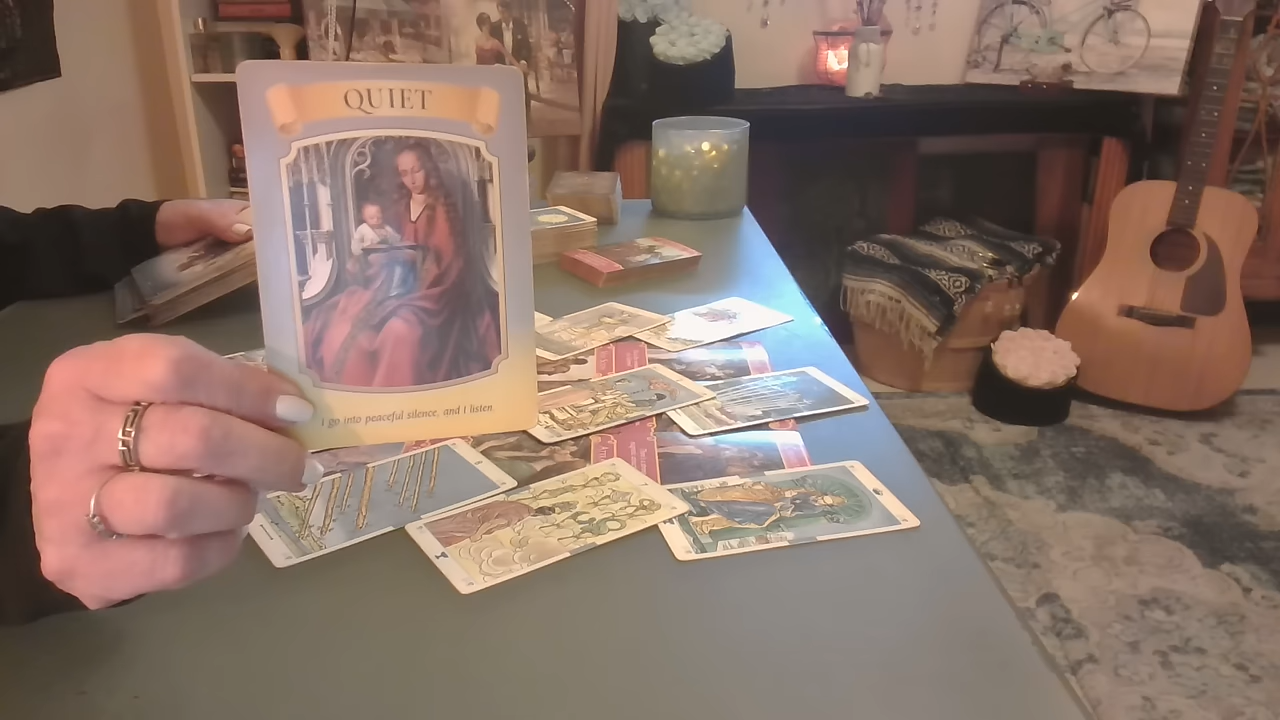 QUIET
I go into peaceful silence, and I listen.